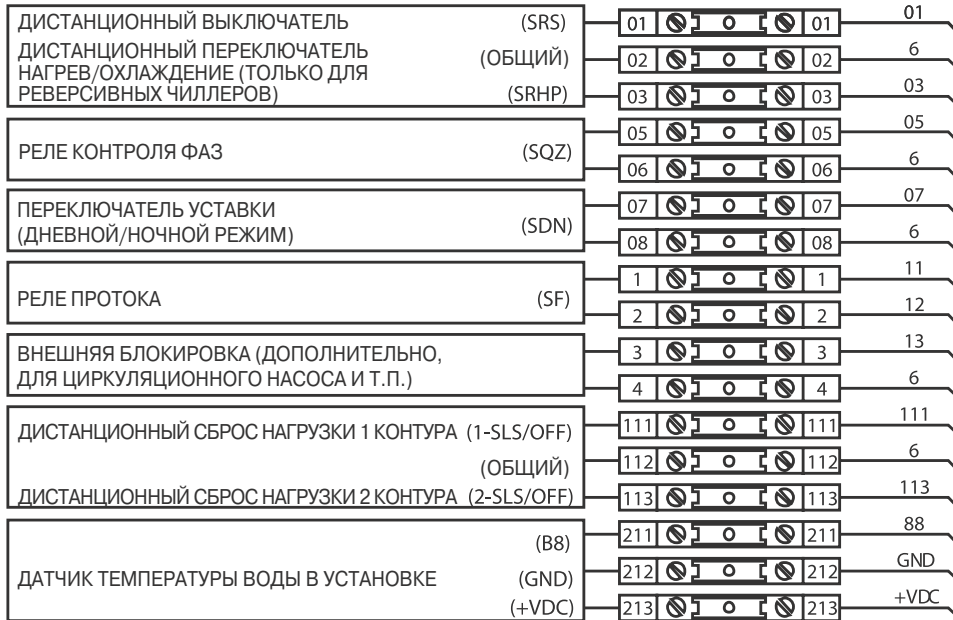 ДИСТАНЦИОННЫЙ ВЫКЛЮЧАТЕЛЬ (SRS) 01 01 01
ДИСТАНЦИОННЫЙ ПЕРЕКЛЮЧАТЕЛЬ
НАГРЕВ/ОХЛАЖДЕНИЕ (ТОЛЬКО ДЛЯ
РЕВЕРСИВНЫХ ЧИЛЛЕРОВ)
(ОБЩИЙ) 02 02 6
(SRHP) 03 03 03
РЕЛЕ КОНТРОЛЯ ФАЗ (SQZ)
05 05 05
06 06 6
ПЕРЕКЛЮЧАТЕЛЬ УСТАВКИ
(ДНЕВНОЙ/НОЧНОЙ РЕЖИМ) (SDN)
07 07 07
08 08 6
РЕЛЕ ПРОТОКА (SF)
1 1 11
2 2 12
ВНЕШНЯЯ БЛОКИРОВКА (ДОПОЛНИТЕЛЬНО,
ДЛЯ ЦИРКУЛЯЦИОННОГО НАСОСА И Т.П.)
3 3 13
4 4 6
ДИСТАНЦИОННЫЙ СБРОС НАГРУЗКИ 1 КОНТУРА (1-SLS/OFF) 111 111 111
(ОБЩИЙ) 112 112 6
ДИСТАНЦИОННЫЙ СБРОС НАГРУЗКИ 2 КОНТУРА (2-SLS/OFF) 113 113 113
(B8) 211 211 88
ДАТЧИК ТЕМПЕРАТУРЫ ВОДЫ В УСТАНОВКЕ (GND) 212 212 GND
(+VDC) 213 213 +VDC